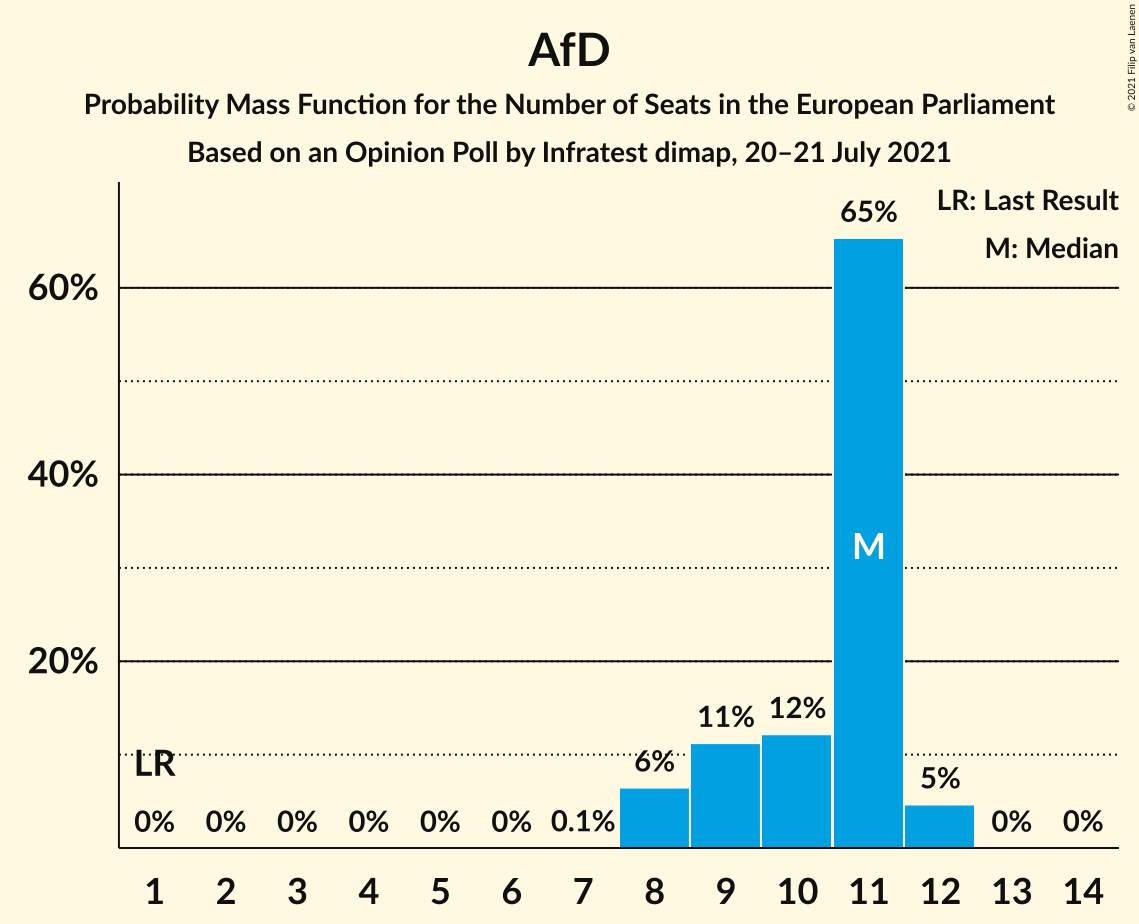 AfD
Probability Mass Function for the Number of Seats in the European Parliament
Based on an Opinion Poll by Infratest dimap, 20–21 July 2021
© 2021 Filip van Laenen
LR: Last Result
M: Median
65%
60%
40%
M
20%
12%
11%
LR
6%
5%
0% 0% 0% 0% 0% 0% 0.1% 0% 0%
1 2 3 4 5 6 7 8 9 10 11 12 13 14